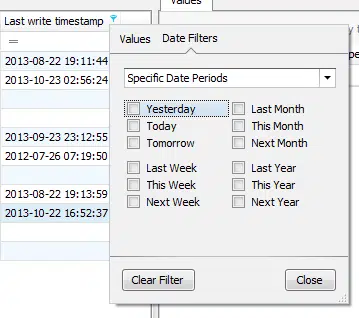 Values
Last write timestamp
=
2013-08-22 19:11:44
2013-10-23 02:56:24
2013-09-23 23:12:55
2012-07-26 07:19:50
2013-08-22 19:13:59
2013-10-22 16:52:37
Values Date Filters
Specific Date Periods
Yesterday Last Month
Today This Month
Tomorrow Next Month
Last Week Last Year
This Week This Year
Next Week Next Year
Clear Filter Close